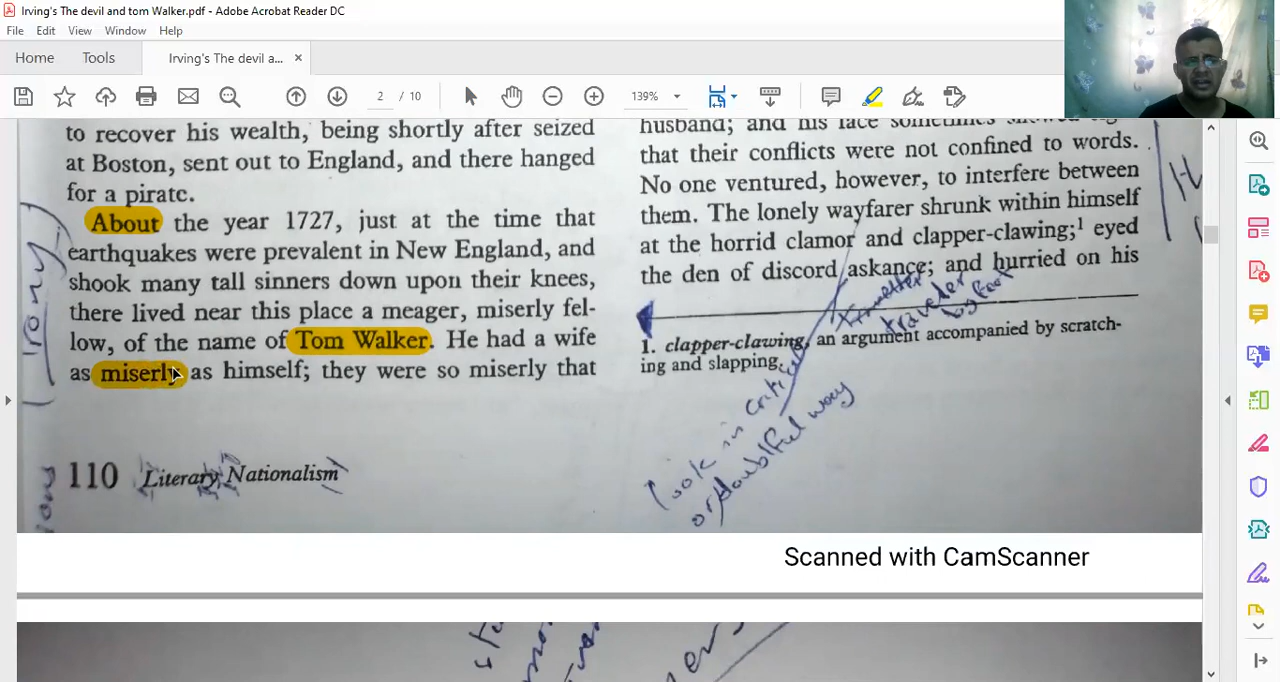 Irving's The devil and tom Walker.pdf - Adobe Acrobat Reader DC
File Edit View Window Help
Home Tools Irving's The devil a... ×
2 / 10 139%
to recover his wealth, being shortly after seized
at Boston, sent out to England, and there hanged
for a pirate.
About the year 1727, just at the time that
earthquakes were prevalent in New England, and
shook many tall sinners down upon their knees,
there lived near this place a meager, miserly fel-
low, of the name of Tom Walker. He had a wife
as miserly as himself; they were so miserly that
Irony
110 Literary Nationalism
husband; and his face sometimes
that their conflicts were not confined to words.
No one ventured, however, to interfere between
them. The lonely wayfarer shrunk within himself
at the horrid clamor and clapper-clawing;1 eyed
the den of discord askance; and hurried on his
traveler
by foot
1. clapper-clawing, an argument accompanied by scratch-
ing and slapping.
look in critical
or doubtful way
Scanned with CamScanner